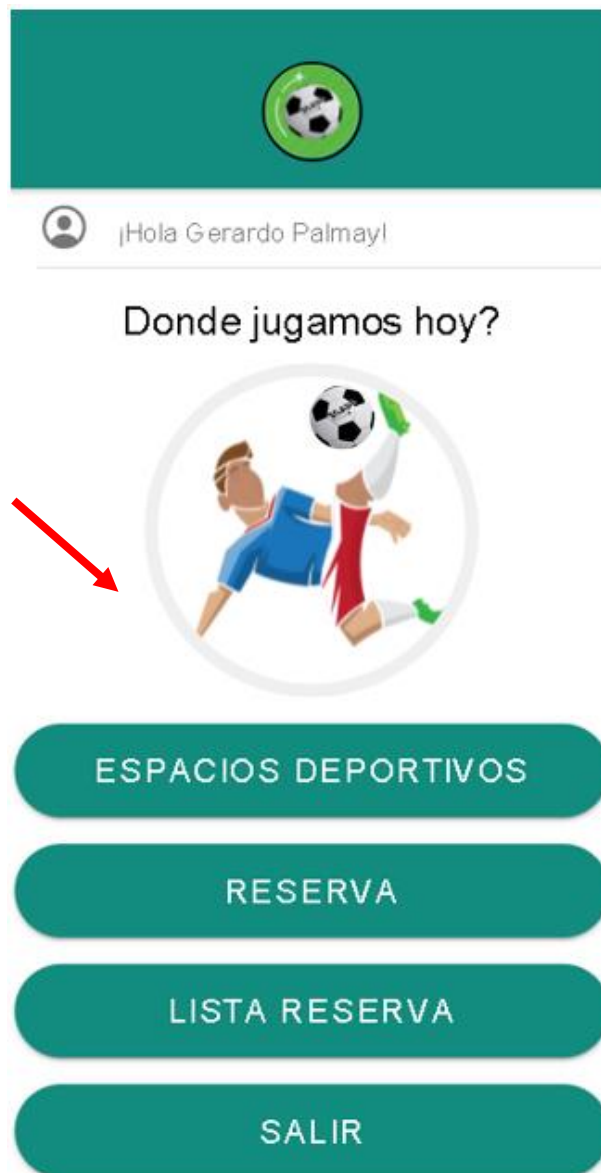 ¡Hola Gerardo Palmay!
Donde jugamos hoy?
ESPACIOS DEPORTIVOS
RESERVA
LISTA RESERVA
SALIR